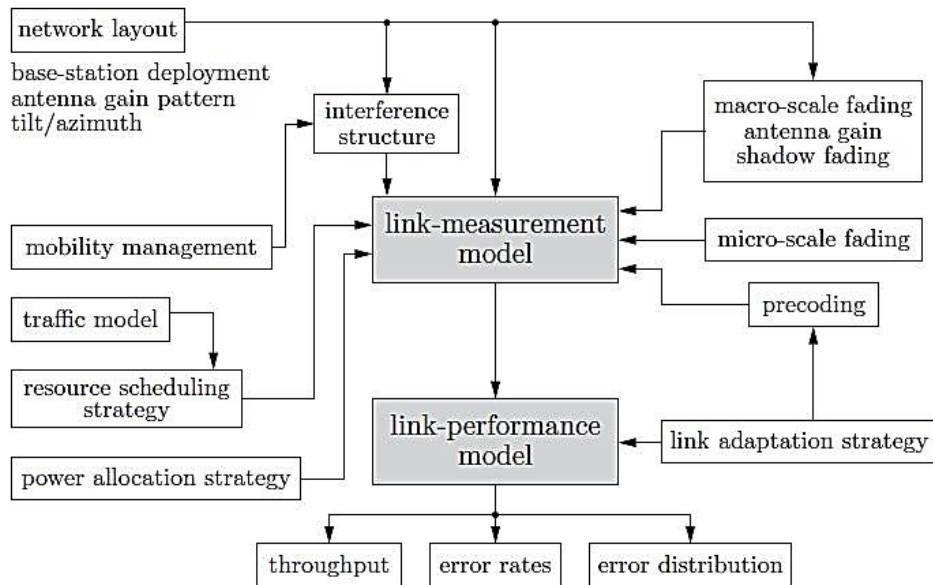 network layout
base-station deployment
antenna gain pattern
tilt/azimuth
interference
structure
macro-scale fading
antenna gain
shadow fading
link-measurement
model
mobility management
micro-scale fading
traffic model
precoding
resource scheduling
strategy
link-performance
model
link adaptation strategy
power allocation strategy
throughput
error rates
error distribution